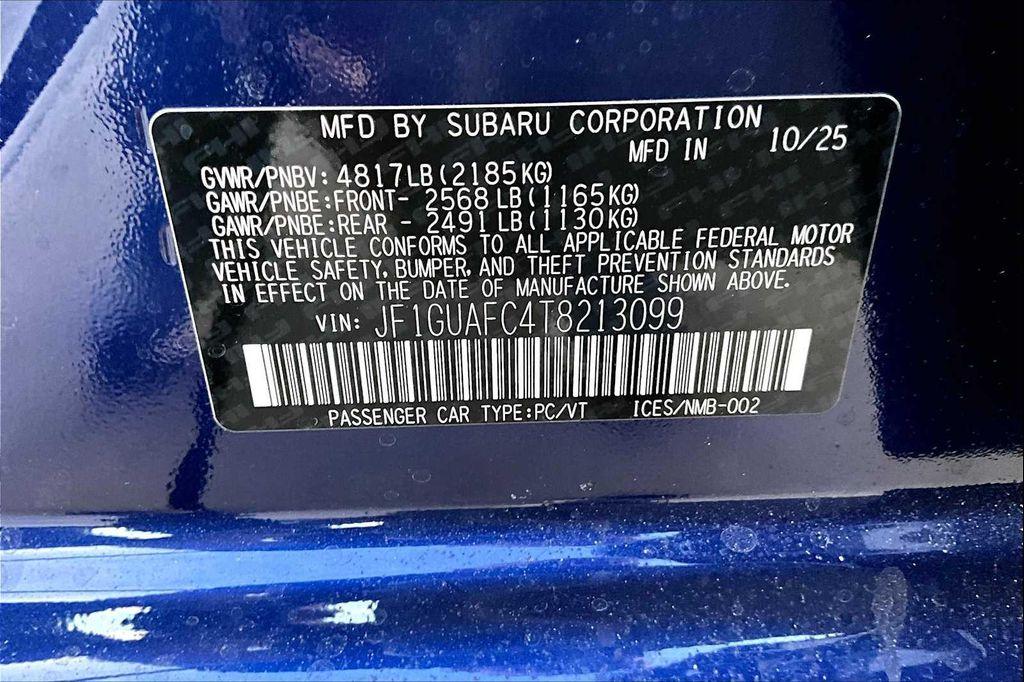 MFD BY SUBARU CORPORATION
MFD IN 10/25
GVWR/PNBV: 4817LB(2185KG)
GAWR/PNBE:FRONT- 2568 LB(1165KG)
GAWR/PNBE:REAR - 2491 LB(1130KG)
THIS VEHICLE CONFORMS TO ALL APPLICABLE FEDERAL MOTOR
VEHICLE SAFETY, BUMPER, AND THEFT PREVENTION STANDARDS
IN EFFECT ON THE DATE OF MANUFACTURE SHOWN ABOVE.
VIN: JF1GUAFC4T8213099
PASSENGER CAR TYPE:PC/VT ICES/NMB-002